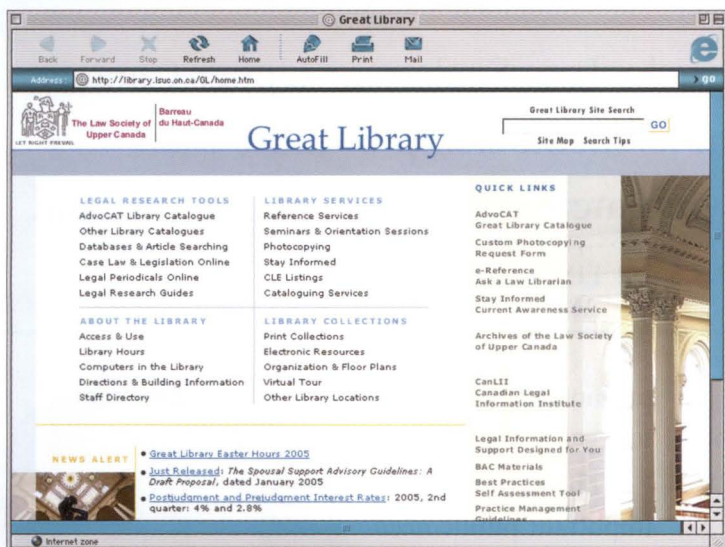 Great Library
Back Forward Stop Refresh Home AutoFill Print Mail
Address: http://library.lsuc.on.ca/GL/home.htm go
LET RIGHT PREVAIL
The Law Society of
Upper Canada
Barreau
du Haut-Canada
Great Library
Great Library Site Search
GO
Site Map Search Tips
LEGAL RESEARCH TOOLS
AdvoCAT Library Catalogue
Other Library Catalogues
Databases & Article Searching
Case Law & Legislation Online
Legal Periodicals Online
Legal Research Guides
LIBRARY SERVICES
Reference Services
Seminars & Orientation Sessions
Photocopying
Stay Informed
CLE Listings
Cataloguing Services
ABOUT THE LIBRARY
Access & Use
Library Hours
Computers in the Library
Directions & Building Information
Staff Directory
LIBRARY COLLECTIONS
Print Collections
Electronic Resources
Organization & Floor Plans
Virtual Tour
Other Library Locations
QUICK LINKS
AdvoCAT
Great Library Catalogue
Custom Photocopying
Request Form
e-Reference
Ask a Law Librarian
Stay Informed
Current Awareness Service
Archives of the Law Society
of Upper Canada
CanLII
Canadian Legal
Information Institute
Legal Information and
Support Designed for You
BAC Materials
Best Practices
Self Assessment Tool
Practice Management
Guidelines
NEWS ALERT
• Great Library Easter Hours 2005
• Just Released: The Spousal Support Advisory Guidelines: A
Draft Proposal, dated January 2005
• Postjudgment and Prejudgment Interest Rates: 2005, 2nd
quarter: 4% and 2.8%
Internet zone